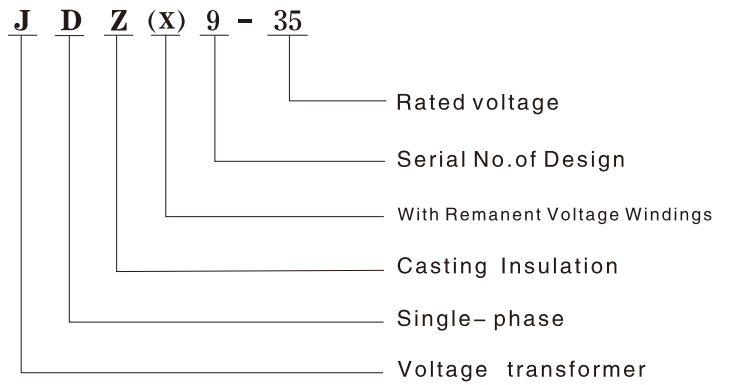 J D Z (X) 9 - 35
Rated voltage
Serial No.of Design
With Remanent Voltage Windings
Casting Insulation
Single- phase
Voltage transformer